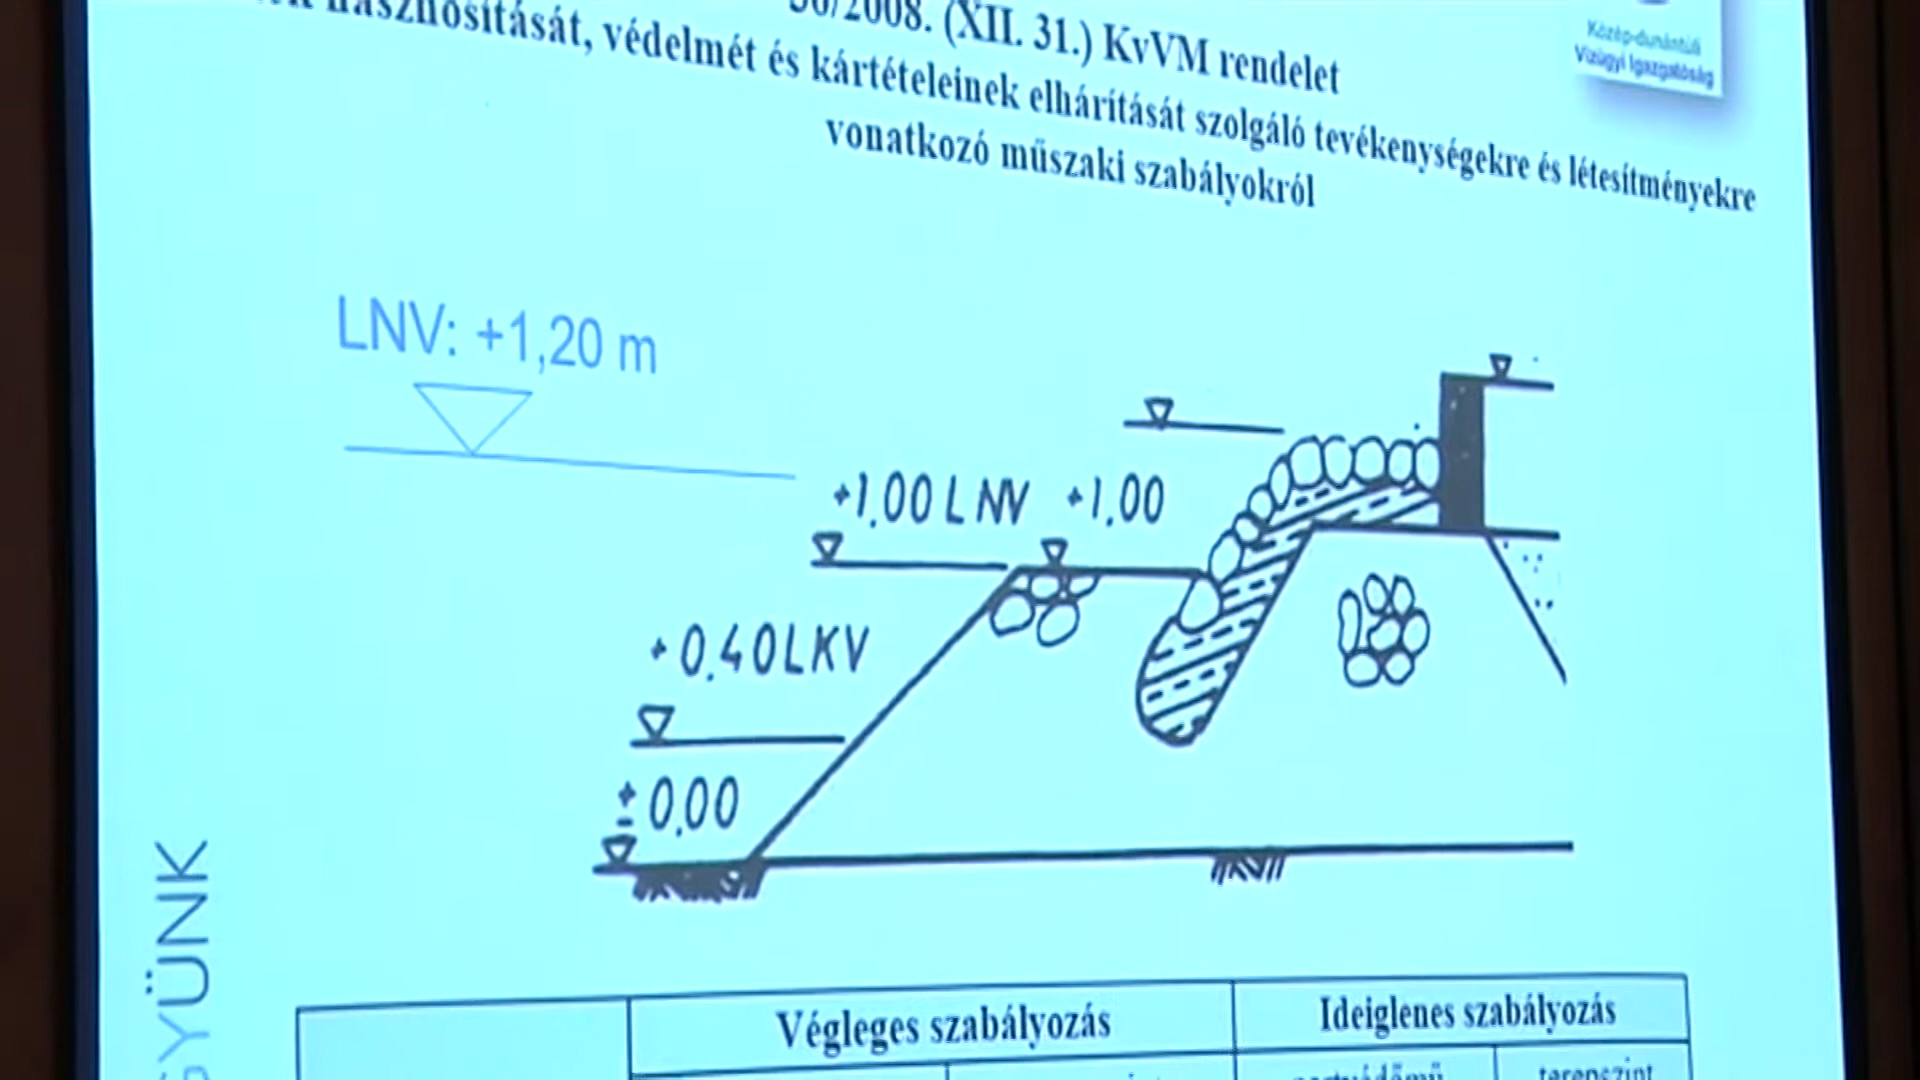 30/2008. (XII. 31.) KvVM rendelet
hasznosítását, védelmét és kártételeinek elhárítását szolgáló tevékenységekre és létesítményekre
vonatkozó műszaki szabályokról
Közép-dunántúli
Vízügyi Igazgatóság
LNV: +1,20 m
+1.00 LNV +1.00
+0.40 LKV
±0.00
GYÜNK
Végleges szabályozás
Ideiglenes szabályozás
partvédőmű
terepszint